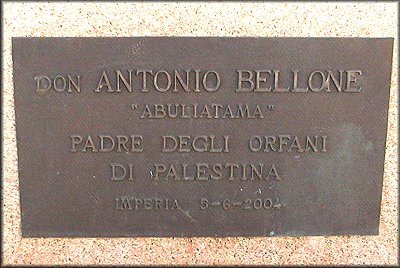 DON ANTONIO BELLONE
"ABULIATAMA"
PADRE DEGLI ORFANI
DI PALESTINA
IMPERIA 5-6-2004